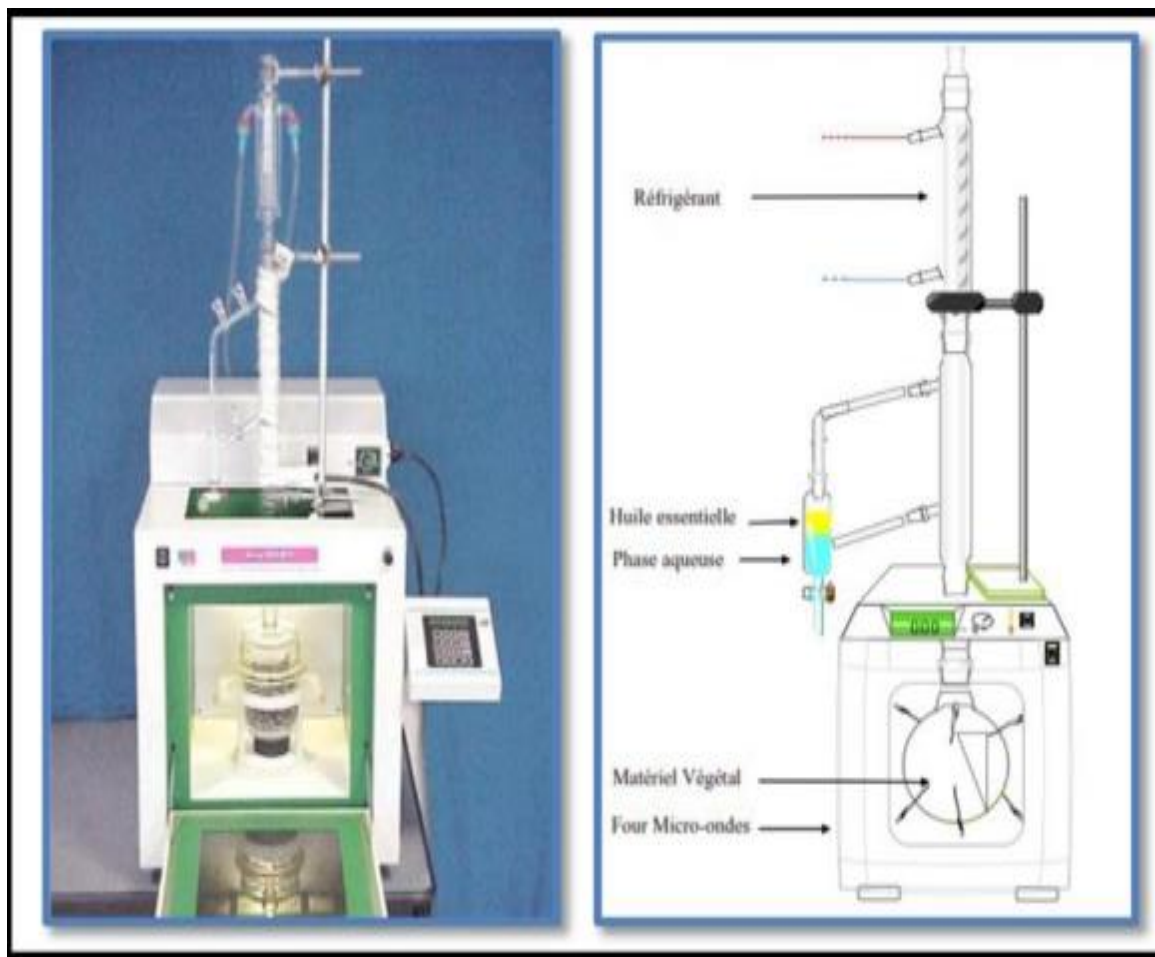 Réfrigérant
Huile essentielle
Phase aqueuse
Matériel Végétal
Four Micro-ondes